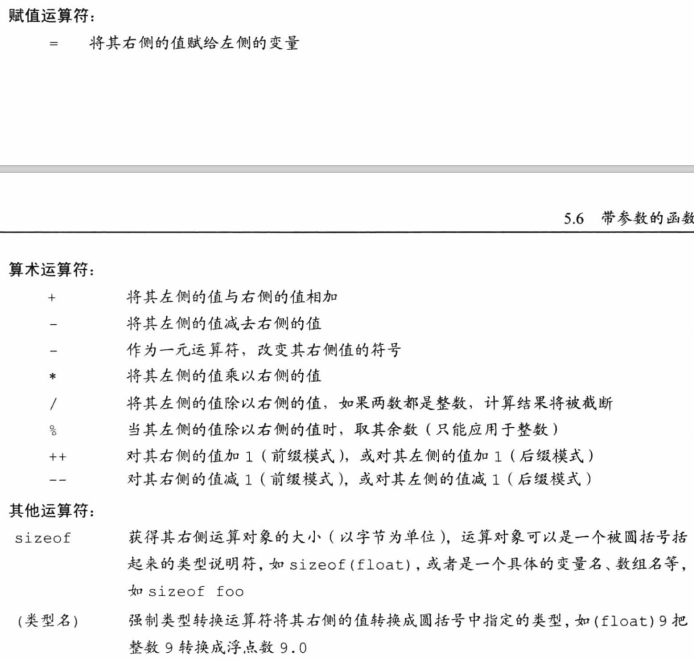 赋值运算符：
= 将其右侧的值赋给左侧的变量
5.6 带参数的函数
算术运算符：
+ 将其左侧的值与右侧的值相加
- 将其左侧的值减去右侧的值
- 作为一元运算符，改变其右侧值的符号
* 将其左侧的值乘以右侧的值
/ 将其左侧的值除以右侧的值，如果两数都是整数，计算结果将被截断
% 当其左侧的值除以右侧的值时，取其余数（只能应用于整数）
++ 对其右侧的值加 1（前缀模式），或对其左侧的值加 1（后缀模式）
-- 对其右侧的值减 1（前缀模式），或对其左侧的值减 1（后缀模式）
其他运算符：
sizeof 获得其右侧运算对象的大小（以字节为单位），运算对象可以是一个被圆括号括
起来的类型说明符，如 sizeof(float)，或者是一个具体的变量名、数组名等，
如 sizeof foo
(类型名) 强制类型转换运算符将其右侧的值转换成圆括号中指定的类型，如(float)9 把
整数 9 转换成浮点数 9.0